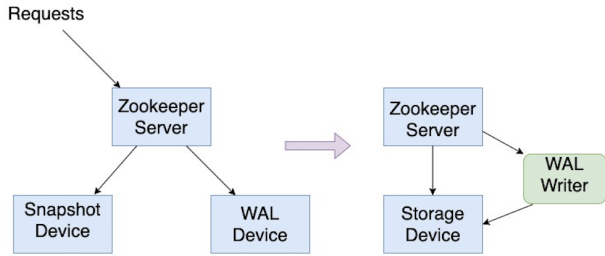 Requests
Zookeeper
Server
Snapshot
Device
WAL
Device
Zookeeper
Server
WAL
Writer
Storage
Device